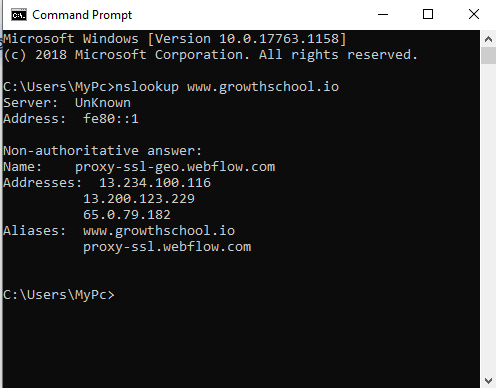 Command Prompt
Microsoft Windows [Version 10.0.17763.1158]
(c) 2018 Microsoft Corporation. All rights reserved.
C:\Users\MyPc>nslookup www.growthschool.io
Server:  UnKnown
Address:  fe80::1
Non-authoritative answer:
Name:    proxy-ssl-geo.webflow.com
Addresses:  13.234.100.116
13.200.123.229
65.0.79.182
Aliases:  www.growthschool.io
proxy-ssl.webflow.com
C:\Users\MyPc>